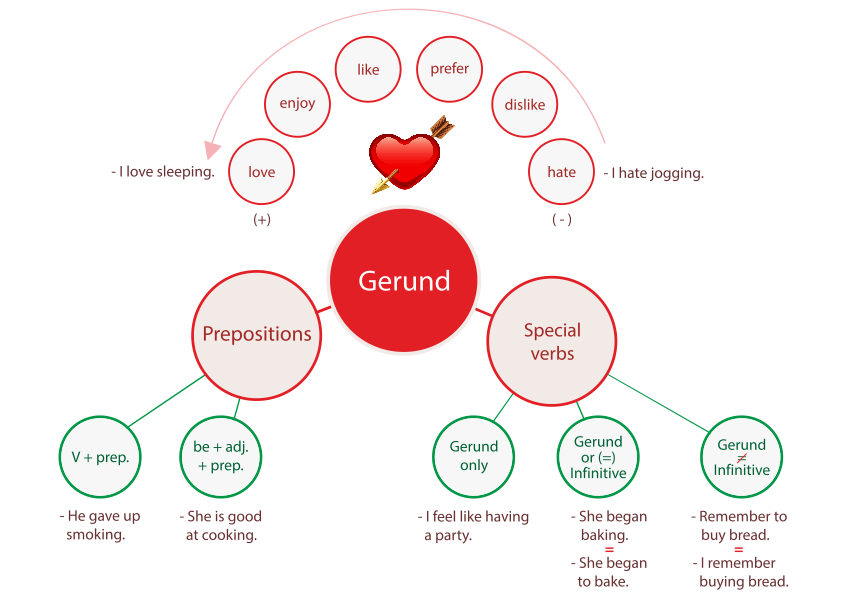 like
prefer
enjoy
dislike
- I love sleeping.
love
hate
- I hate jogging.
(+)
( - )
Gerund
Prepositions
Special
verbs
V + prep.
be + adj.
+ prep.
Gerund
only
Gerund
or (=)
Infinitive
Gerund
≠
Infinitive
- He gave up
smoking.
- She is good
at cooking.
- I feel like having
a party.
- She began
baking.
=
- She began
to bake.
- Remember to
buy bread.
=
- I remember
buying bread.